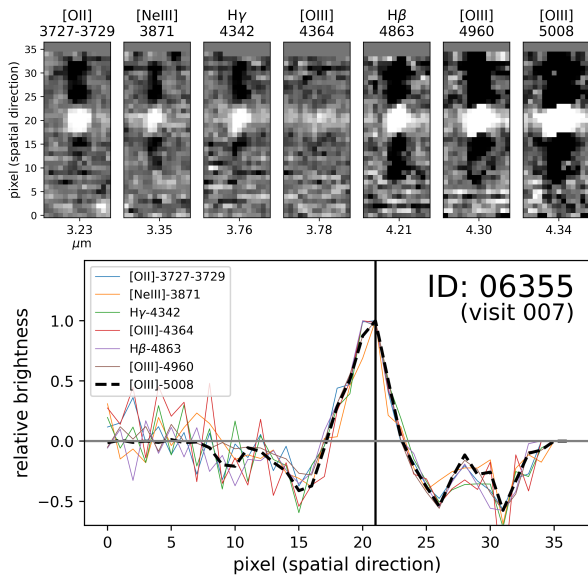 [OII] [NeIII] Hγ [OIII] Hβ [OIII] [OIII]
3727-3729 3871 4342 4364 4863 4960 5008
pixel (spatial direction)
35
30
25
20
15
10
5
0
3.23 3.35 3.76 3.78 4.21 4.30 4.34
μm
ID: 06355
(visit 007)
[OII]-3727-3729
[NeIII]-3871
Hγ-4342
[OIII]-4364
Hβ-4863
[OIII]-4960
[OIII]-5008
relative brightness
1.0
0.5
0.0
−0.5
0 5 10 15 20 25 30 35
pixel (spatial direction)